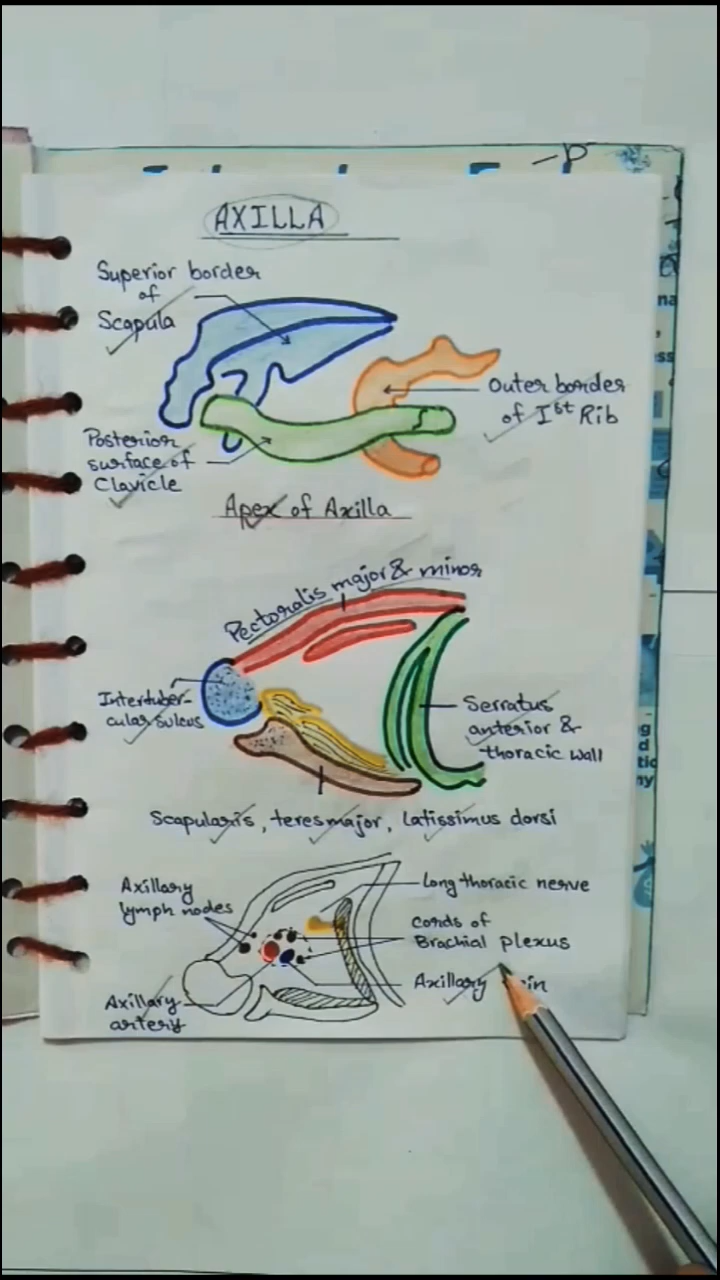 AXILLA
Superior border
of
Scapula
Outer border
of Ist Rib
Posterior
surface of
Clavicle
Apex of Axilla
Pectoralis major & minor
Intertuber-
cular sulcus
Serratus
anterior &
thoracic wall
Scapularis, teres major, latissimus dorsi
Axillary
lymph nodes
Long thoracic nerve
cords of
Brachial plexus
Axillary
Axillary
artery